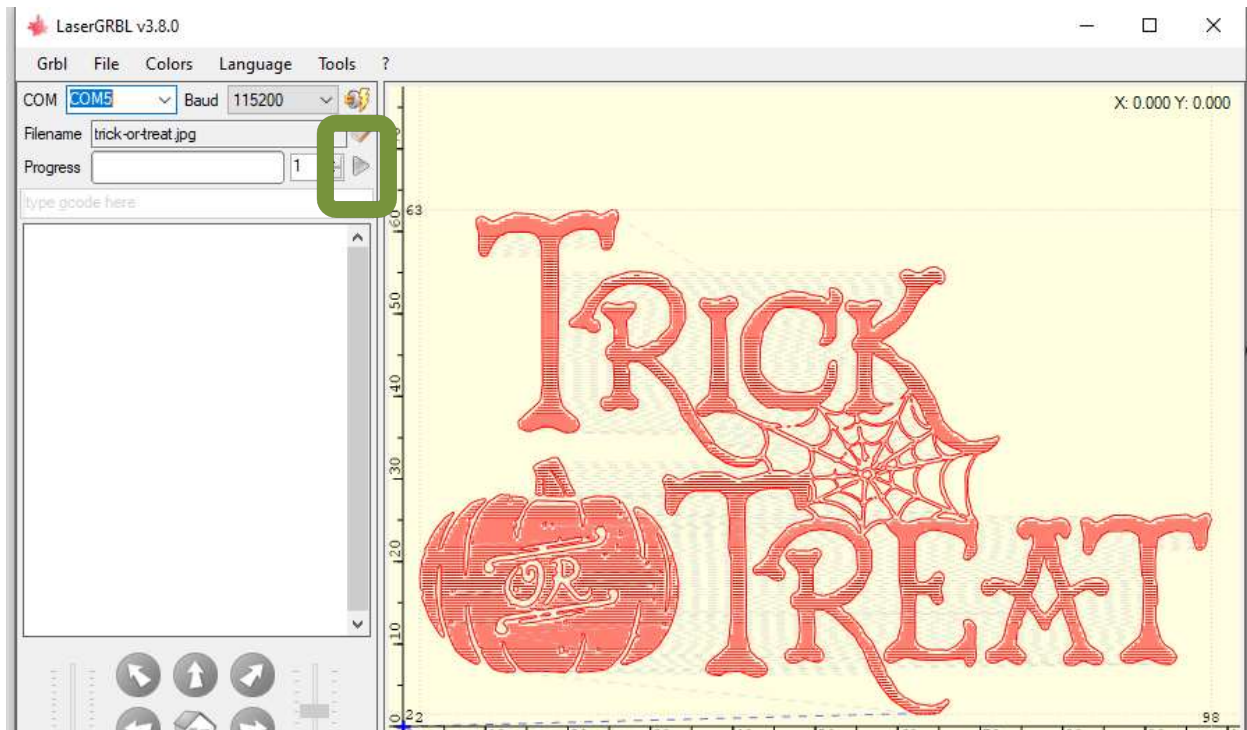 LaserGRBL v3.8.0
Grbl File Colors Language Tools ?
COM COM5 Baud 115200
X: 0.000 Y: 0.000
Filename trick-or-treat.jpg
Progress 1
type gcode here
63
60
TRICK
50
40
30
20
OR TREAT
10
0
2 2 98